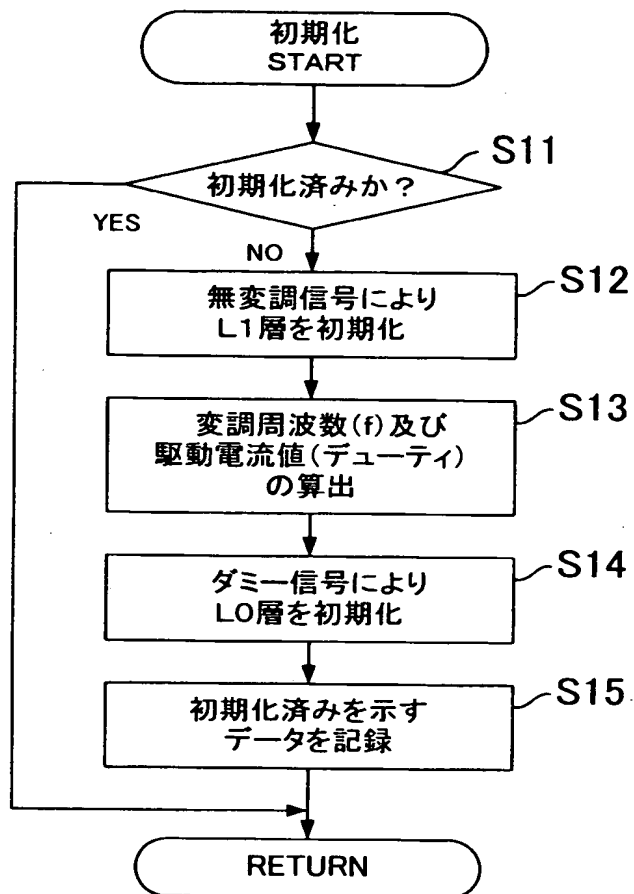 初期化
START
S11
初期化済みか?
YES
NO
S12
無変調信号により
L1層を初期化
S13
変調周波数(f)及び
駆動電流値(デューティ)
の算出
S14
ダミー信号により
L0層を初期化
S15
初期化済みを示す
データを記録
RETURN